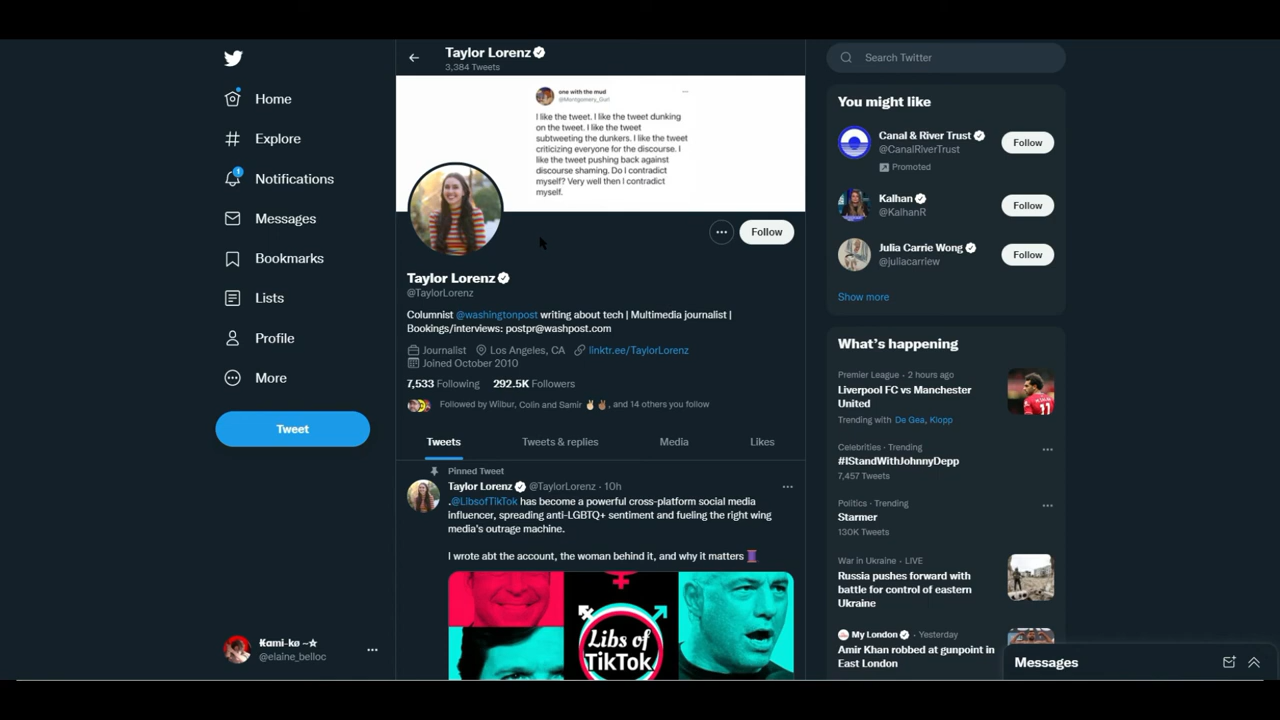 Home
Explore
1
Notifications
Messages
Bookmarks
Lists
Profile
More
Tweet
Kami-kø ~☆
@elaine_belloc
Taylor Lorenz
3,384 Tweets
one with the mud
@Montgomery_Gurl
I like the tweet. I like the tweet dunking
on the tweet. I like the tweet
subtweeting the dunkers. I like the tweet
criticizing everyone for the discourse. I
like the tweet pushing back against
discourse shaming. Do I contradict
myself? Very well then I contradict
myself.
Follow
Taylor Lorenz
@TaylorLorenz
Columnist @washingtonpost writing about tech | Multimedia journalist |
Bookings/interviews: postpr@washpost.com
Journalist Los Angeles, CA linktr.ee/TaylorLorenz
Joined October 2010
7,533 Following 292.5K Followers
Followed by Wilbur, Colin and Samir ✌🏼✌🏾, and 14 others you follow
Tweets Tweets & replies Media Likes
Pinned Tweet
Taylor Lorenz @TaylorLorenz · 10h
.@LibsofTikTok has become a powerful cross-platform social media
influencer, spreading anti-LGBTQ+ sentiment and fueling the right wing
media's outrage machine.
I wrote abt the account, the woman behind it, and why it matters 🧵
Libs of
TikTok
Search Twitter
You might like
Canal & River Trust
@CanalRiverTrust
Promoted
Follow
Kalhan
@KalhanR
Follow
Julia Carrie Wong
@juliacarriew
Follow
Show more
What's happening
Premier League · 2 hours ago
Liverpool FC vs Manchester
United
Trending with De Gea, Klopp
Celebrities · Trending
#IStandWithJohnnyDepp
7,457 Tweets
Politics · Trending
Starmer
130K Tweets
War in Ukraine · LIVE
Russia pushes forward with
battle for control of eastern
Ukraine
My London · Yesterday
Amir Khan robbed at gunpoint in
East London
Messages